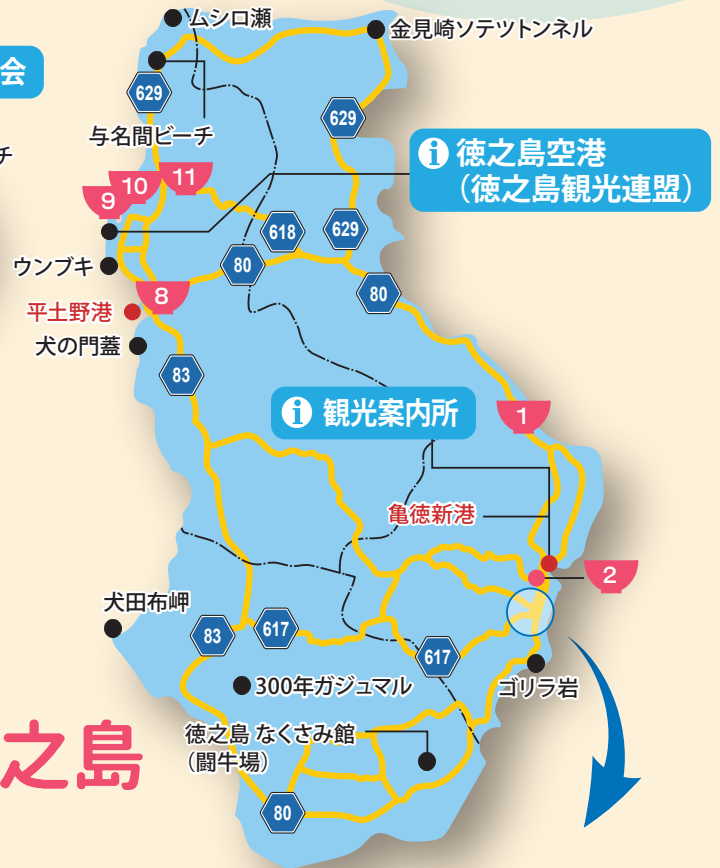 ムシロ瀬
金見崎ソテツトンネル
会
629
629
与名間ビーチ
チ
徳之島空港
（徳之島観光連盟）
9
10
11
618
629
ウンブキ
80
80
8
平土野港
犬の門蓋
83
観光案内所
1
亀徳新港
2
犬田布岬
83
617
617
300年ガジュマル
ゴリラ岩
之島
徳之島 なくさみ館
（闘牛場）
80